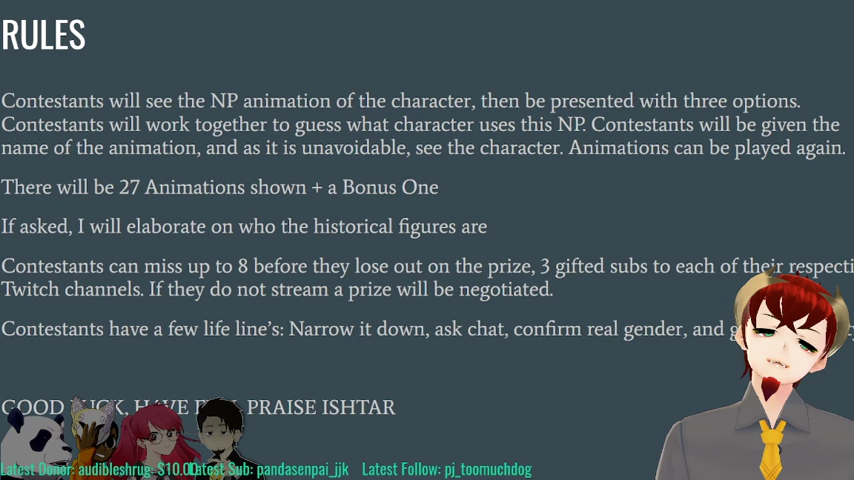 RULES
Contestants will see the NP animation of the character, then be presented with three options.
Contestants will work together to guess what character uses this NP. Contestants will be given the
name of the animation, and as it is unavoidable, see the character. Animations can be played again.
There will be 27 Animations shown + a Bonus One
If asked, I will elaborate on who the historical figures are
Contestants can miss up to 8 before they lose out on the prize, 3 gifted subs to each of their
Twitch channels. If they do not stream a prize will be negotiated.
Contestants have a few life line's: Narrow it down, ask chat, confirm real gender, and
GOOD PRAISE ISHTAR
Latest Donor: audibleshrug: $10.00 Latest Sub: pandasenpai_jjk Latest Follow: pj_toomuchdog